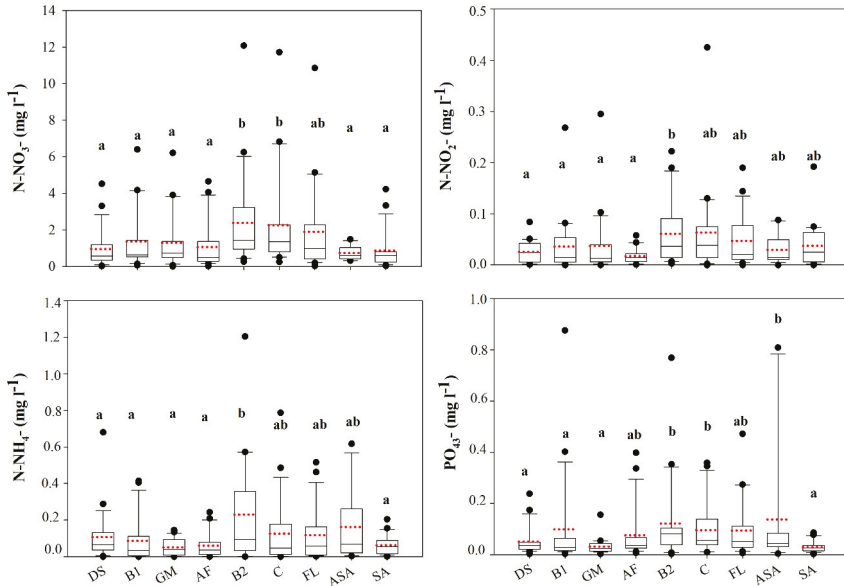 14
12
10
8
6
4
2
0
N-NO3- (mg l-1)
a a a a b b ab a a
0.5
0.4
0.3
0.2
0.1
0.0
N-NO2- (mg l-1)
a a a a b ab ab ab ab
1.4
1.2
1.0
0.8
0.6
0.4
0.2
0.0
N-NH4- (mg l-1)
a a a a b ab ab ab a
DS B1 GM AF B2 C FL ASA SA
1.0
0.8
0.6
0.4
0.2
0.0
PO43- (mg l-1)
a a a ab b b ab b a
DS B1 GM AF B2 C FL ASA SA